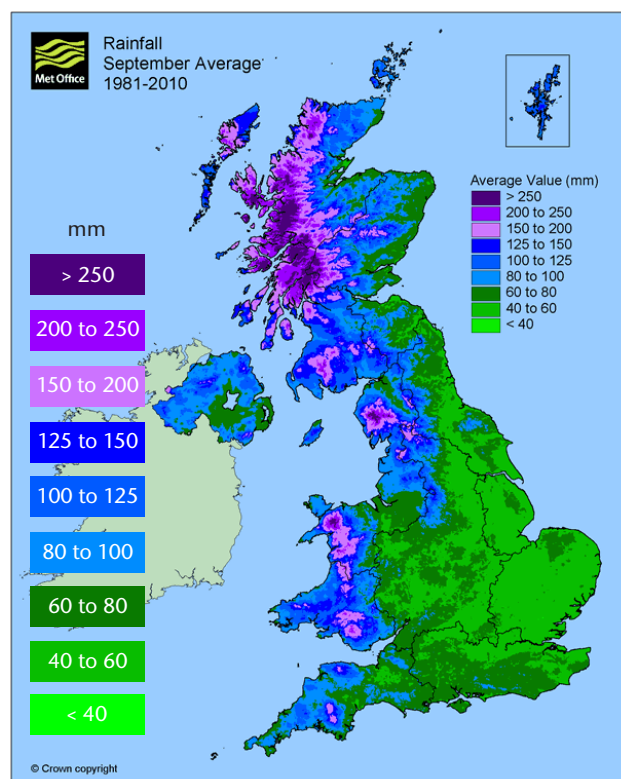 Met Office
Rainfall
September Average
1981-2010
Average Value (mm)
> 250
200 to 250
150 to 200
125 to 150
100 to 125
80 to 100
60 to 80
40 to 60
< 40
mm
> 250
200 to 250
150 to 200
125 to 150
100 to 125
80 to 100
60 to 80
40 to 60
< 40
© Crown copyright